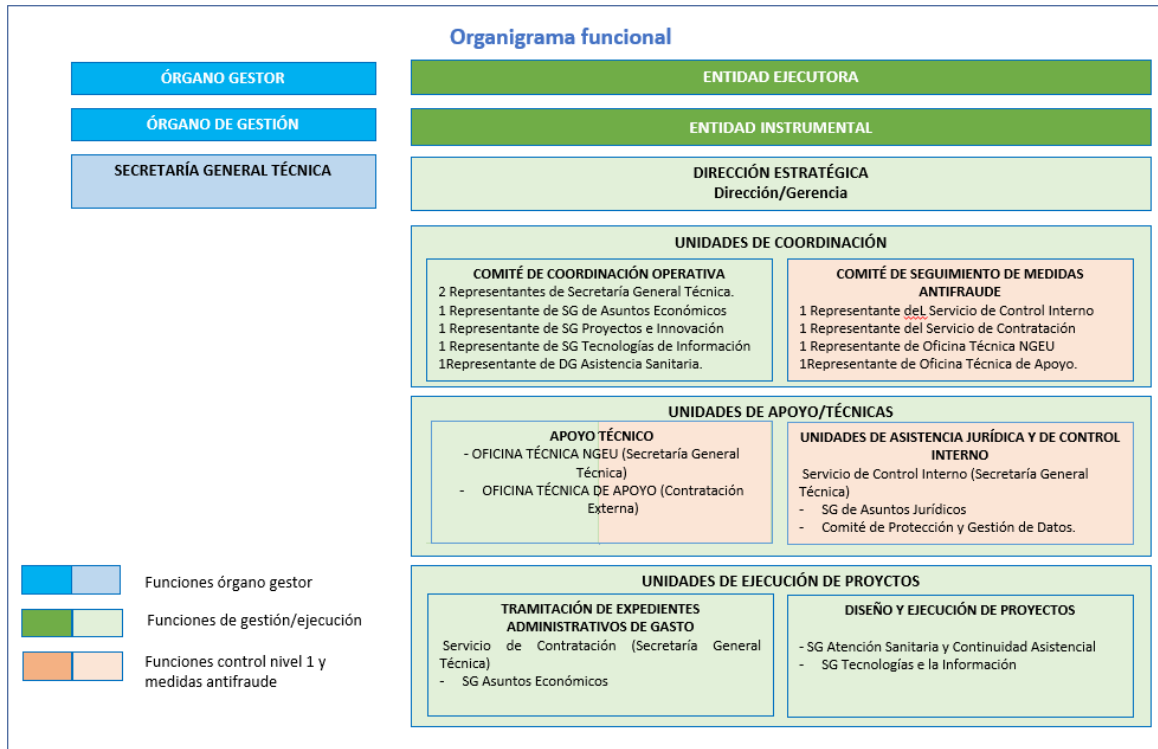 Organigrama funcional
ÓRGANO GESTOR
ENTIDAD EJECUTORA
ÓRGANO DE GESTIÓN
ENTIDAD INSTRUMENTAL
SECRETARÍA GENERAL TÉCNICA
DIRECCIÓN ESTRATÉGICA
Dirección/Gerencia
UNIDADES DE COORDINACIÓN
COMITÉ DE COORDINACIÓN OPERATIVA
2 Representantes de Secretaría General Técnica.
1 Representante de SG de Asuntos Económicos
1 Representante de SG Proyectos e Innovación
1 Representante de SG Tecnologías de Información
1Representante de DG Asistencia Sanitaria.
COMITÉ DE SEGUIMIENTO DE MEDIDAS
ANTIFRAUDE
1 Representante deL Servicio de Control Interno
1 Representante del Servicio de Contratación
1 Representante de Oficina Técnica NGEU
1Representante de Oficina Técnica de Apoyo.
UNIDADES DE APOYO/TÉCNICAS
APOYO TÉCNICO
- OFICINA TÉCNICA NGEU (Secretaría General
Técnica)
- OFICINA TÉCNICA DE APOYO (Contratación
Externa)
UNIDADES DE ASISTENCIA JURÍDICA Y DE CONTROL
INTERNO
Servicio de Control Interno (Secretaría General
Técnica)
- SG de Asuntos Jurídicos
- Comité de Protección y Gestión de Datos.
UNIDADES DE EJECUCIÓN DE PROYCTOS
TRAMITACIÓN DE EXPEDIENTES
ADMINISTRATIVOS DE GASTO
Servicio de Contratación (Secretaría General
Técnica)
- SG Asuntos Económicos
DISEÑO Y EJECUCIÓN DE PROYECTOS
- SG Atención Sanitaria y Continuidad Asistencial
- SG Tecnologías e la Información
Funciones órgano gestor
Funciones de gestión/ejecución
Funciones control nivel 1 y
medidas antifraude